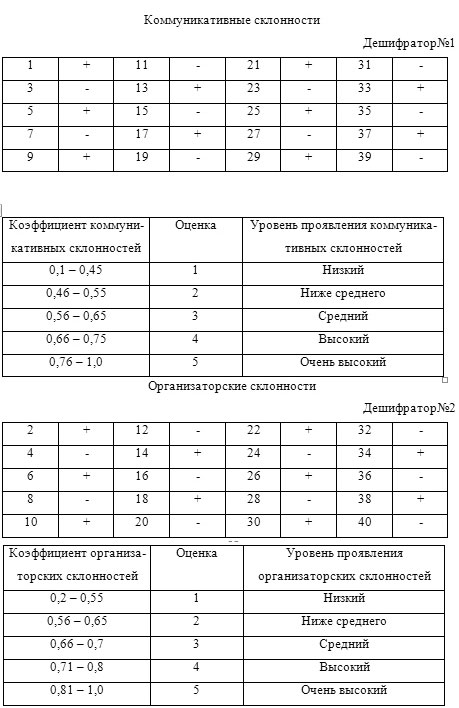 Коммуникативные склонности
Дешифратор№1
1 + 11 - 21 + 31 -
3 - 13 + 23 - 33 +
5 + 15 - 25 + 35 -
7 - 17 + 27 - 37 +
9 + 19 - 29 + 39 -
Коэффициент коммуни- Оценка Уровень проявления коммуника-
кативных склонностей тивных склонностей
0,1 – 0,45 1 Низкий
0,46 – 0,55 2 Ниже среднего
0,56 – 0,65 3 Средний
0,66 – 0,75 4 Высокий
0,76 – 1,0 5 Очень высокий
Организаторские склонности
Дешифратор№2
2 + 12 - 22 + 32 -
4 - 14 + 24 - 34 +
6 + 16 - 26 + 36 -
8 - 18 + 28 - 38 +
10 + 20 - 30 + 40 -
Коэффициент организа- Оценка Уровень проявления
торских склонностей организаторских склонностей
0,2 – 0,55 1 Низкий
0,56 – 0,65 2 Ниже среднего
0,66 – 0,7 3 Средний
0,71 – 0,8 4 Высокий
0,81 – 1,0 5 Очень высокий